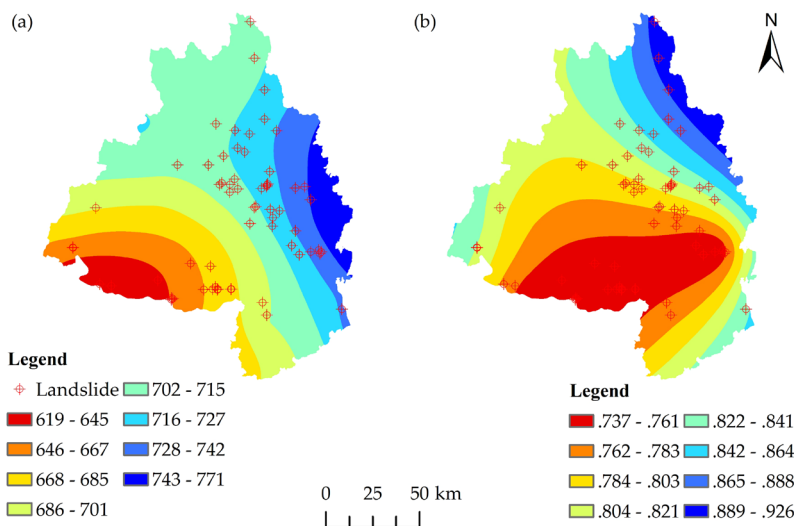 (a)
(b)
N
Legend
Landslide
619 - 645
646 - 667
668 - 685
686 - 701
702 - 715
716 - 727
728 - 742
743 - 771
0 25 50 km
Legend
.737 - .761
.762 - .783
.784 - .803
.804 - .821
.822 - .841
.842 - .864
.865 - .888
.889 - .926